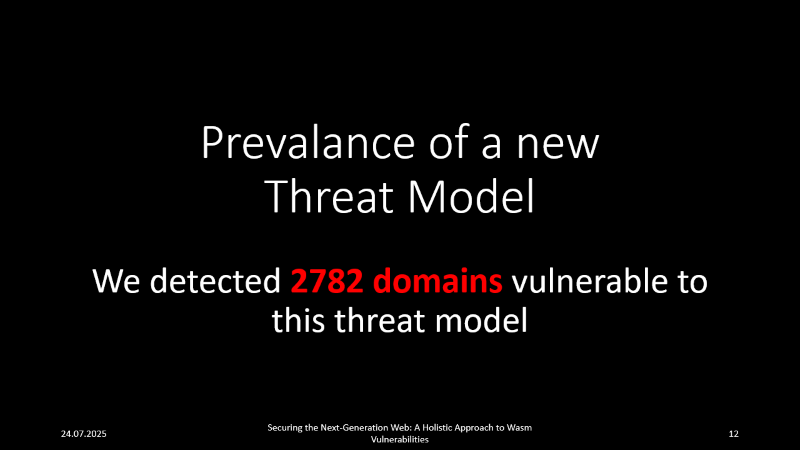 Prevalance of a new
Threat Model
We detected 2782 domains vulnerable to
this threat model
24.07.2025
Securing the Next-Generation Web: A Holistic Approach to Wasm
Vulnerabilities
12